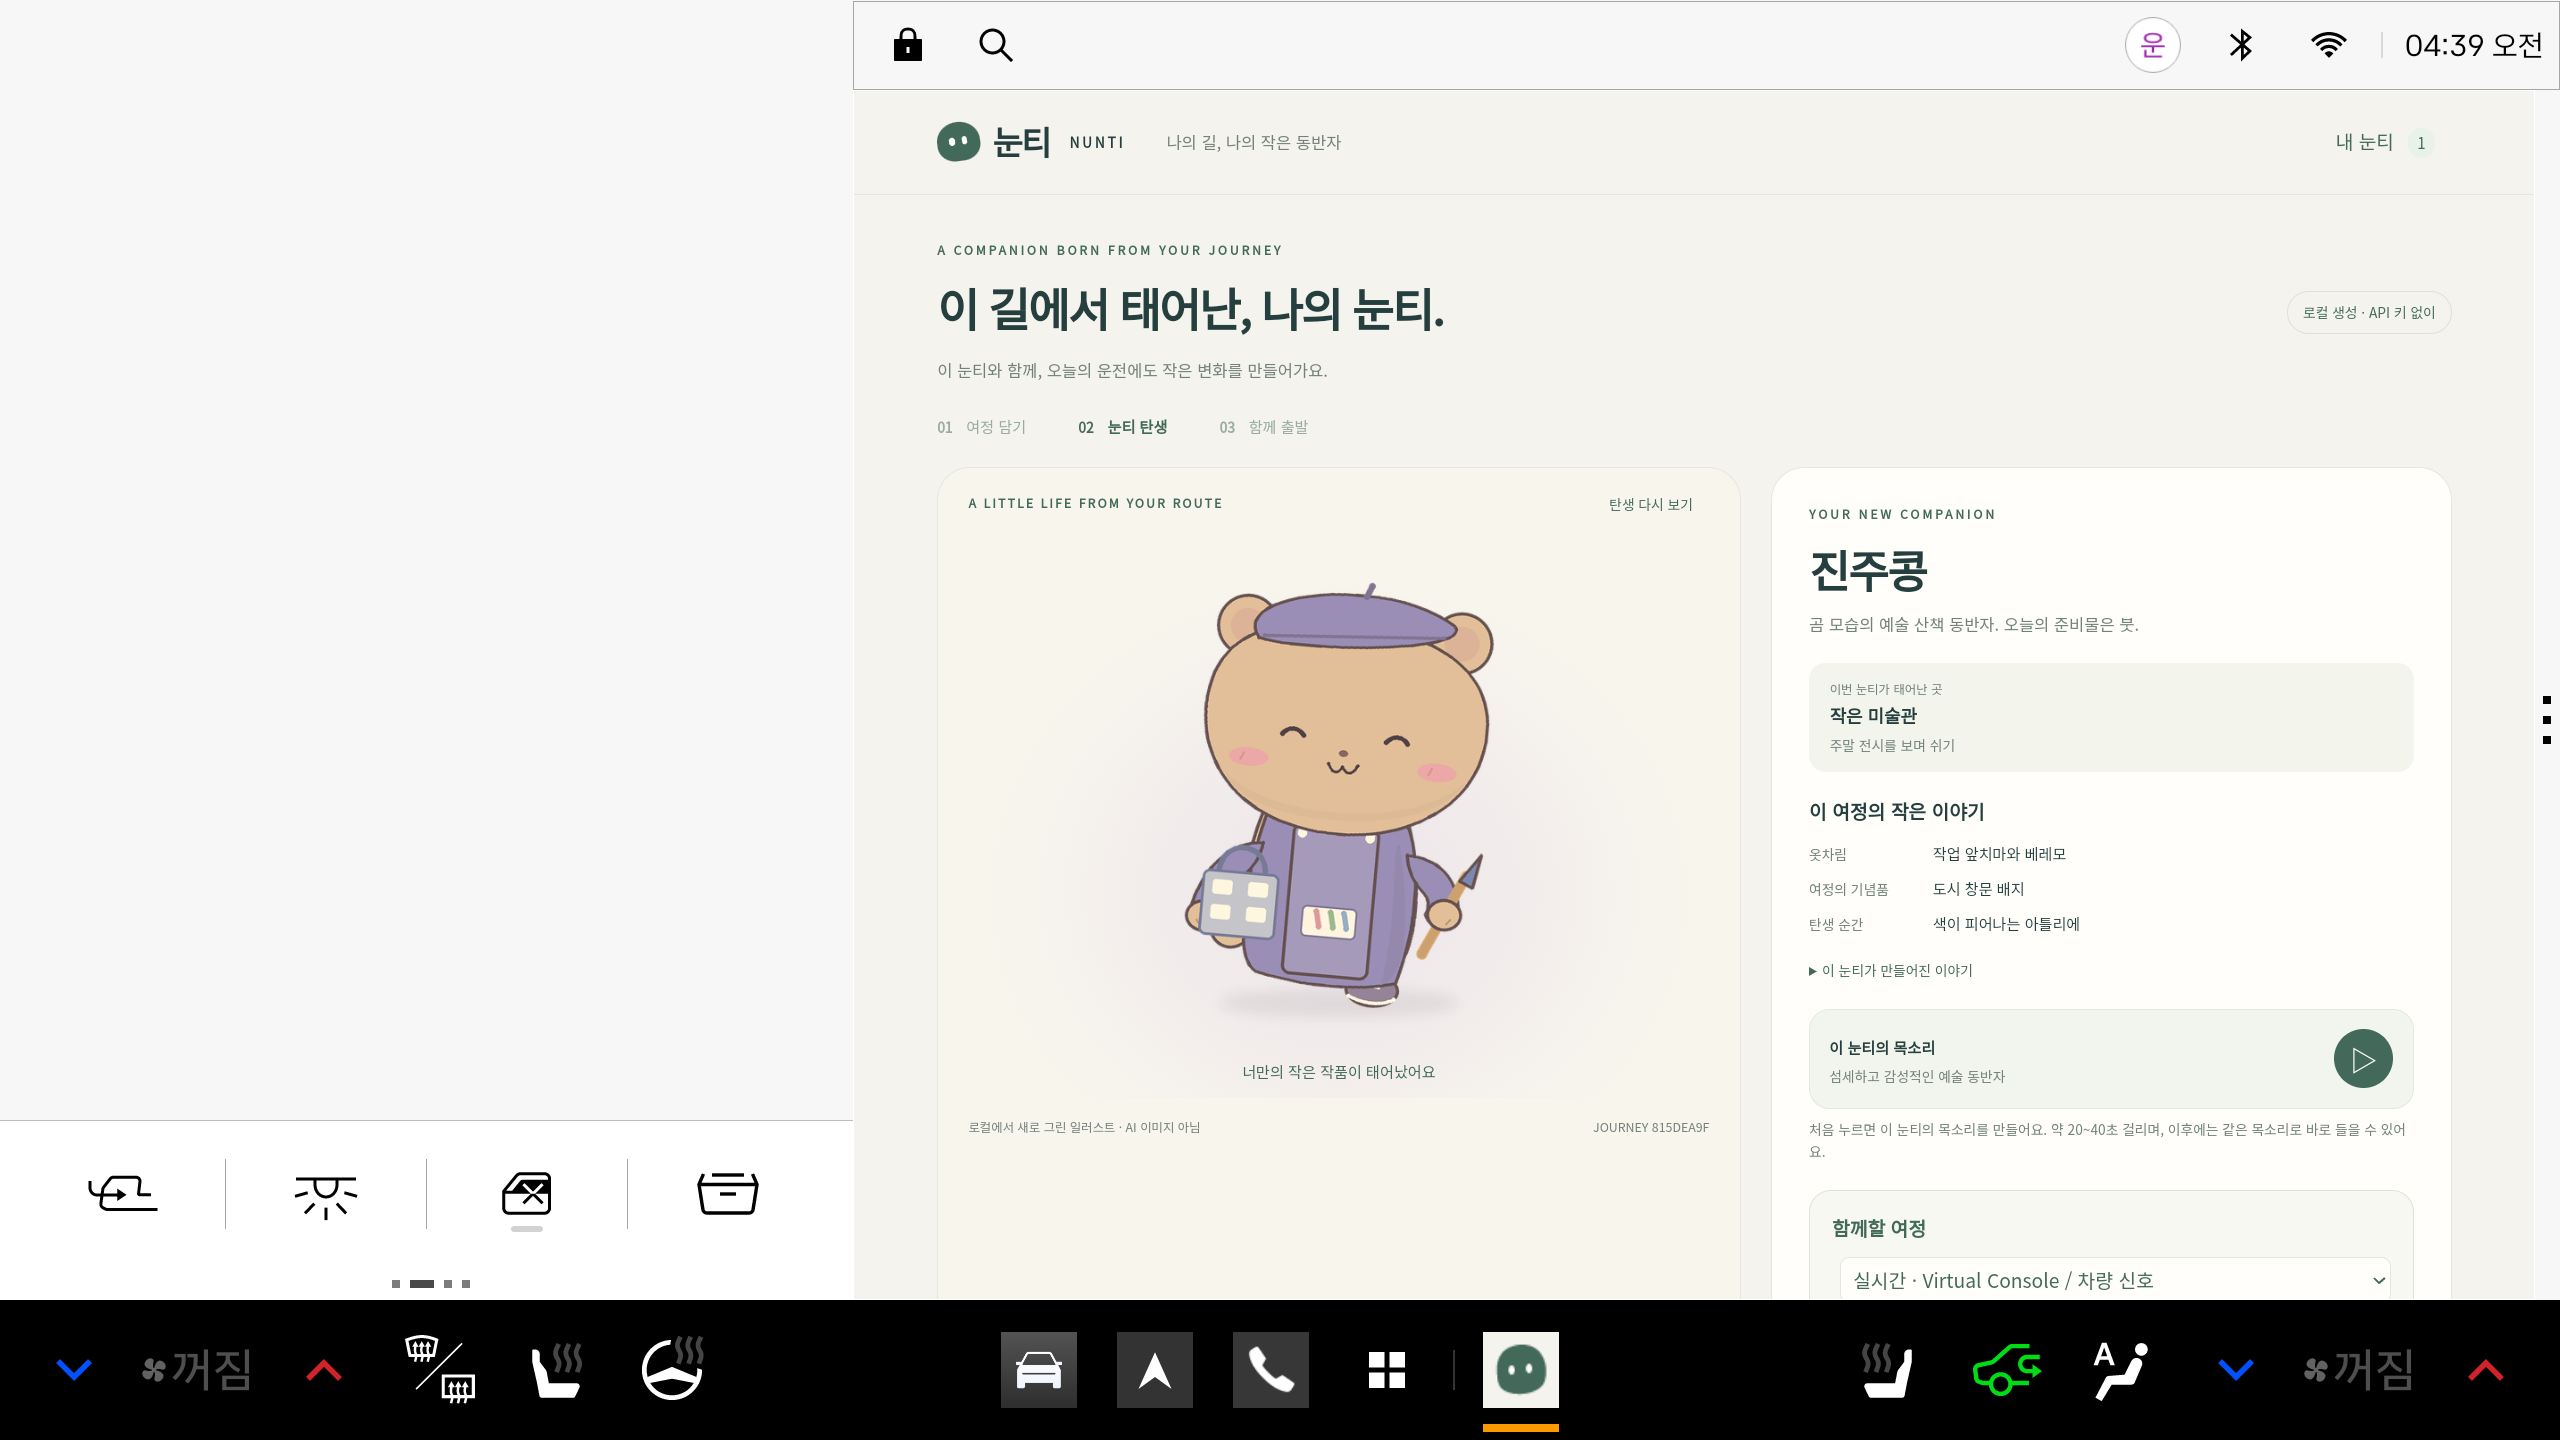 운
04:39 오전
눈티 NUNTI 나의 길, 나의 작은 동반자
내 눈티 1
A COMPANION BORN FROM YOUR JOURNEY
이 길에서 태어난, 나의 눈티.
로컬 생성 · API 키 없이
이 눈티와 함께, 오늘의 운전에도 작은 변화를 만들어가요.
01 여정 담기 02 눈티 탄생 03 함께 출발
A LITTLE LIFE FROM YOUR ROUTE
탄생 다시 보기
너만의 작은 작품이 태어났어요
로컬에서 새로 그린 일러스트 · AI 이미지 아님
JOURNEY 815DEA9F
YOUR NEW COMPANION
진주콩
곰 모습의 예술 산책 동반자. 오늘의 준비물은 붓.
이번 눈티가 태어난 곳
작은 미술관
주말 전시를 보며 쉬기
이 여정의 작은 이야기
옷차림 작업 앞치마와 베레모
여정의 기념품 도시 창문 배지
탄생 순간 색이 피어나는 아틀리에
▶ 이 눈티가 만들어진 이야기
이 눈티의 목소리
섬세하고 감성적인 예술 동반자
처음 누르면 이 눈티의 목소리를 만들어요. 약 20~40초 걸리며, 이후에는 같은 목소리로 바로 들을 수 있어
요.
함께할 여정
실시간 · Virtual Console / 차량 신호
꺼짐
A
꺼짐